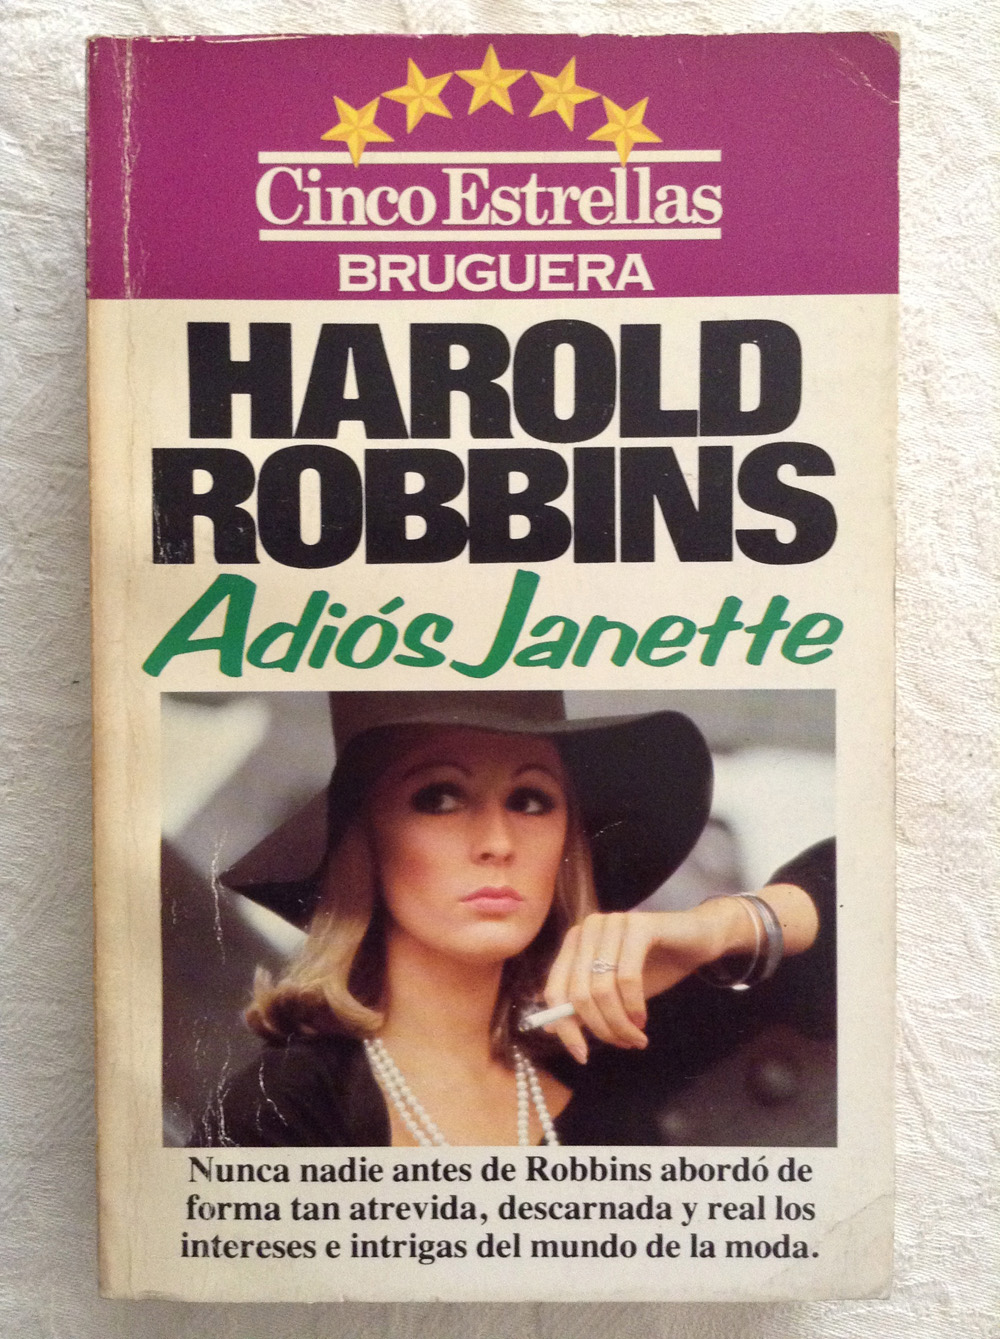 Cinco Estrellas
BRUGUERA
HAROLD
ROBBINS
Adiós Janette
Nunca nadie antes de Robbins abordó de
forma tan atrevida, descarnada y real los
intereses e intrigas del mundo de la moda.